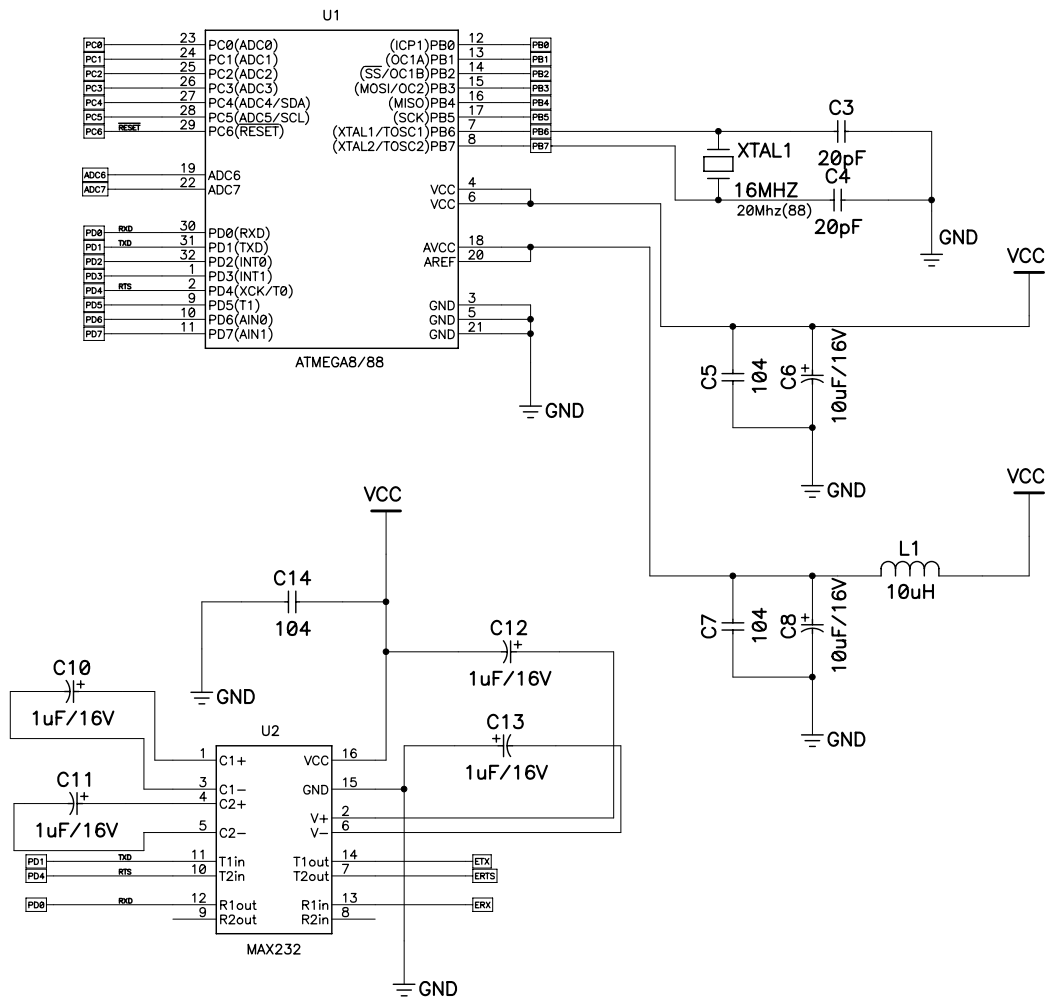 U1
PC0 23 PC0(ADC0) (ICP1)PB0 12 PB0
PC1 24 PC1(ADC1) (OC1A)PB1 13 PB1
PC2 25 PC2(ADC2) (SS/OC1B)PB2 14 PB2
PC3 26 PC3(ADC3) (MOSI/OC2)PB3 15 PB3
PC4 27 PC4(ADC4/SDA) (MISO)PB4 16 PB4
PC5 28 PC5(ADC5/SCL) (SCK)PB5 17 PB5
PC6 RESET 29 PC6(RESET) (XTAL1/TOSC1)PB6 7 PB6
(XTAL2/TOSC2)PB7 8 PB7
C3
20pF
XTAL1
C4
16MHZ
20Mhz(88)
20pF
GND
ADC6 19 ADC6
ADC7 22 ADC7
VCC 4
VCC 6
PD0 RXD 30 PD0(RXD)
PD1 TXD 31 PD1(TXD) AVCC 18
PD2 32 PD2(INT0) AREF 20
PD3 1 PD3(INT1)
PD4 RTS 2 PD4(XCK/T0)
PD5 9 PD5(T1) GND 3
PD6 10 PD6(AIN0) GND 5
PD7 11 PD7(AIN1) GND 21
ATMEGA8/88
GND
VCC
C5
104
C6
+
10uF/16V
GND
VCC
L1
10uH
C7
104
C8
+
10uF/16V
GND
VCC
C14
104
GND
C12
+
1uF/16V
C10
+
1uF/16V
C13
+
1uF/16V
C11
+
1uF/16V
U2
1 C1+ VCC 16
3 C1- GND 15
4 C2+
V+ 2
5 C2- V- 6
PD1 TXD 11 T1in T1out 14 ETX
PD4 RTS 10 T2in T2out 7 ERTS
PD0 RXD 12 R1out R1in 13 ERX
9 R2out R2in 8
MAX232
GND